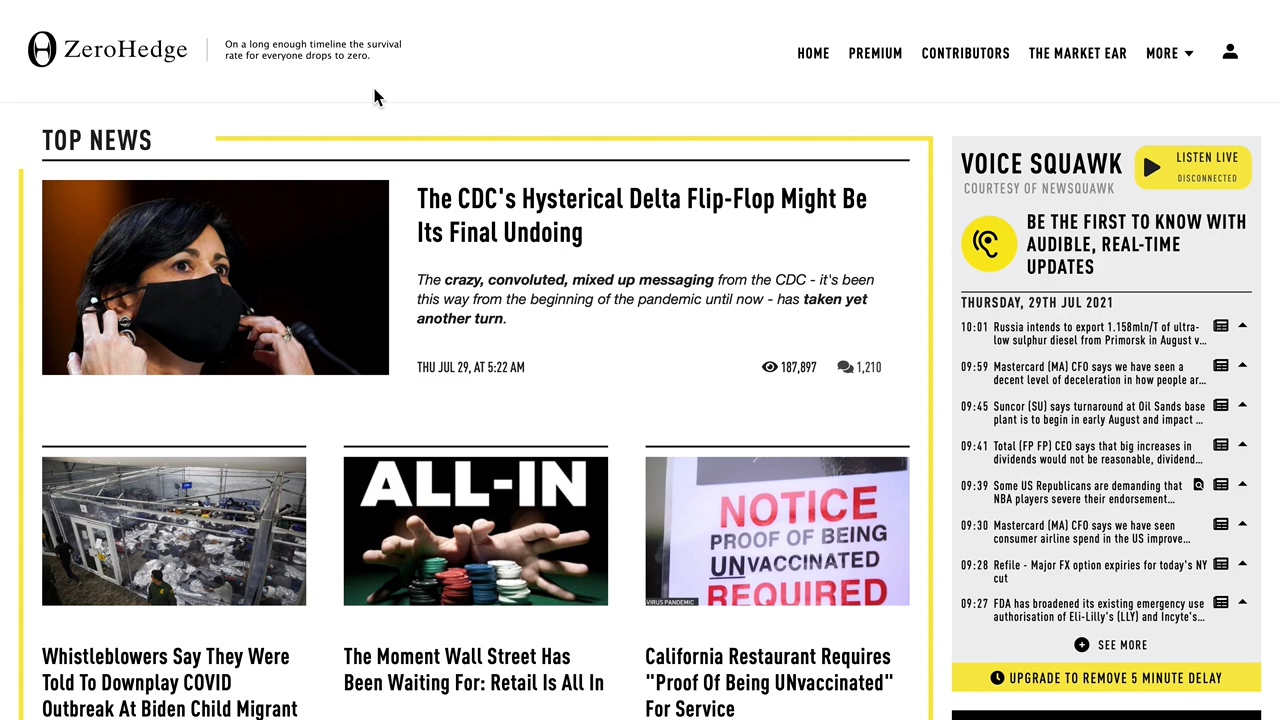 ZeroHedge
On a long enough timeline the survival
rate for everyone drops to zero.
HOME PREMIUM CONTRIBUTORS THE MARKET EAR MORE
TOP NEWS
The CDC's Hysterical Delta Flip-Flop Might Be
Its Final Undoing
The crazy, convoluted, mixed up messaging from the CDC - it's been
this way from the beginning of the pandemic until now - has taken yet
another turn.
THU JUL 29, AT 5:22 AM 187,897 1,210
ALL-IN
NOTICE
PROOF OF BEING
UNVACCINATED
REQUIRED
VIRUS PANDEMIC
Whistleblowers Say They Were
Told To Downplay COVID
Outbreak At Biden Child Migrant
The Moment Wall Street Has
Been Waiting For: Retail Is All In
California Restaurant Requires
"Proof Of Being UNvaccinated"
For Service
VOICE SQUAWK
COURTESY OF NEWSQUAWK
LISTEN LIVE
DISCONNECTED
BE THE FIRST TO KNOW WITH
AUDIBLE, REAL-TIME
UPDATES
THURSDAY, 29TH JUL 2021
10:01 Russia intends to export 1.158mln/T of ultra-
low sulphur diesel from Primorsk in August v...
09:59 Mastercard (MA) CFO says we have seen a
decent level of deceleration in how people ar...
09:45 Suncor (SU) says turnaround at Oil Sands base
plant is to begin in early August and impact ...
09:41 Total (FP FP) CEO says that big increases in
dividends would not be reasonable, dividend...
09:39 Some US Republicans are demanding that
NBA players severe their endorsement...
09:30 Mastercard (MA) CFO says we have seen
consumer airline spend in the US improve...
09:28 Refile - Major FX option expiries for today's NY
cut
09:27 FDA has broadened its existing emergency use
authorisation of Eli-Lilly's (LLY) and Incyte's...
SEE MORE
UPGRADE TO REMOVE 5 MINUTE DELAY